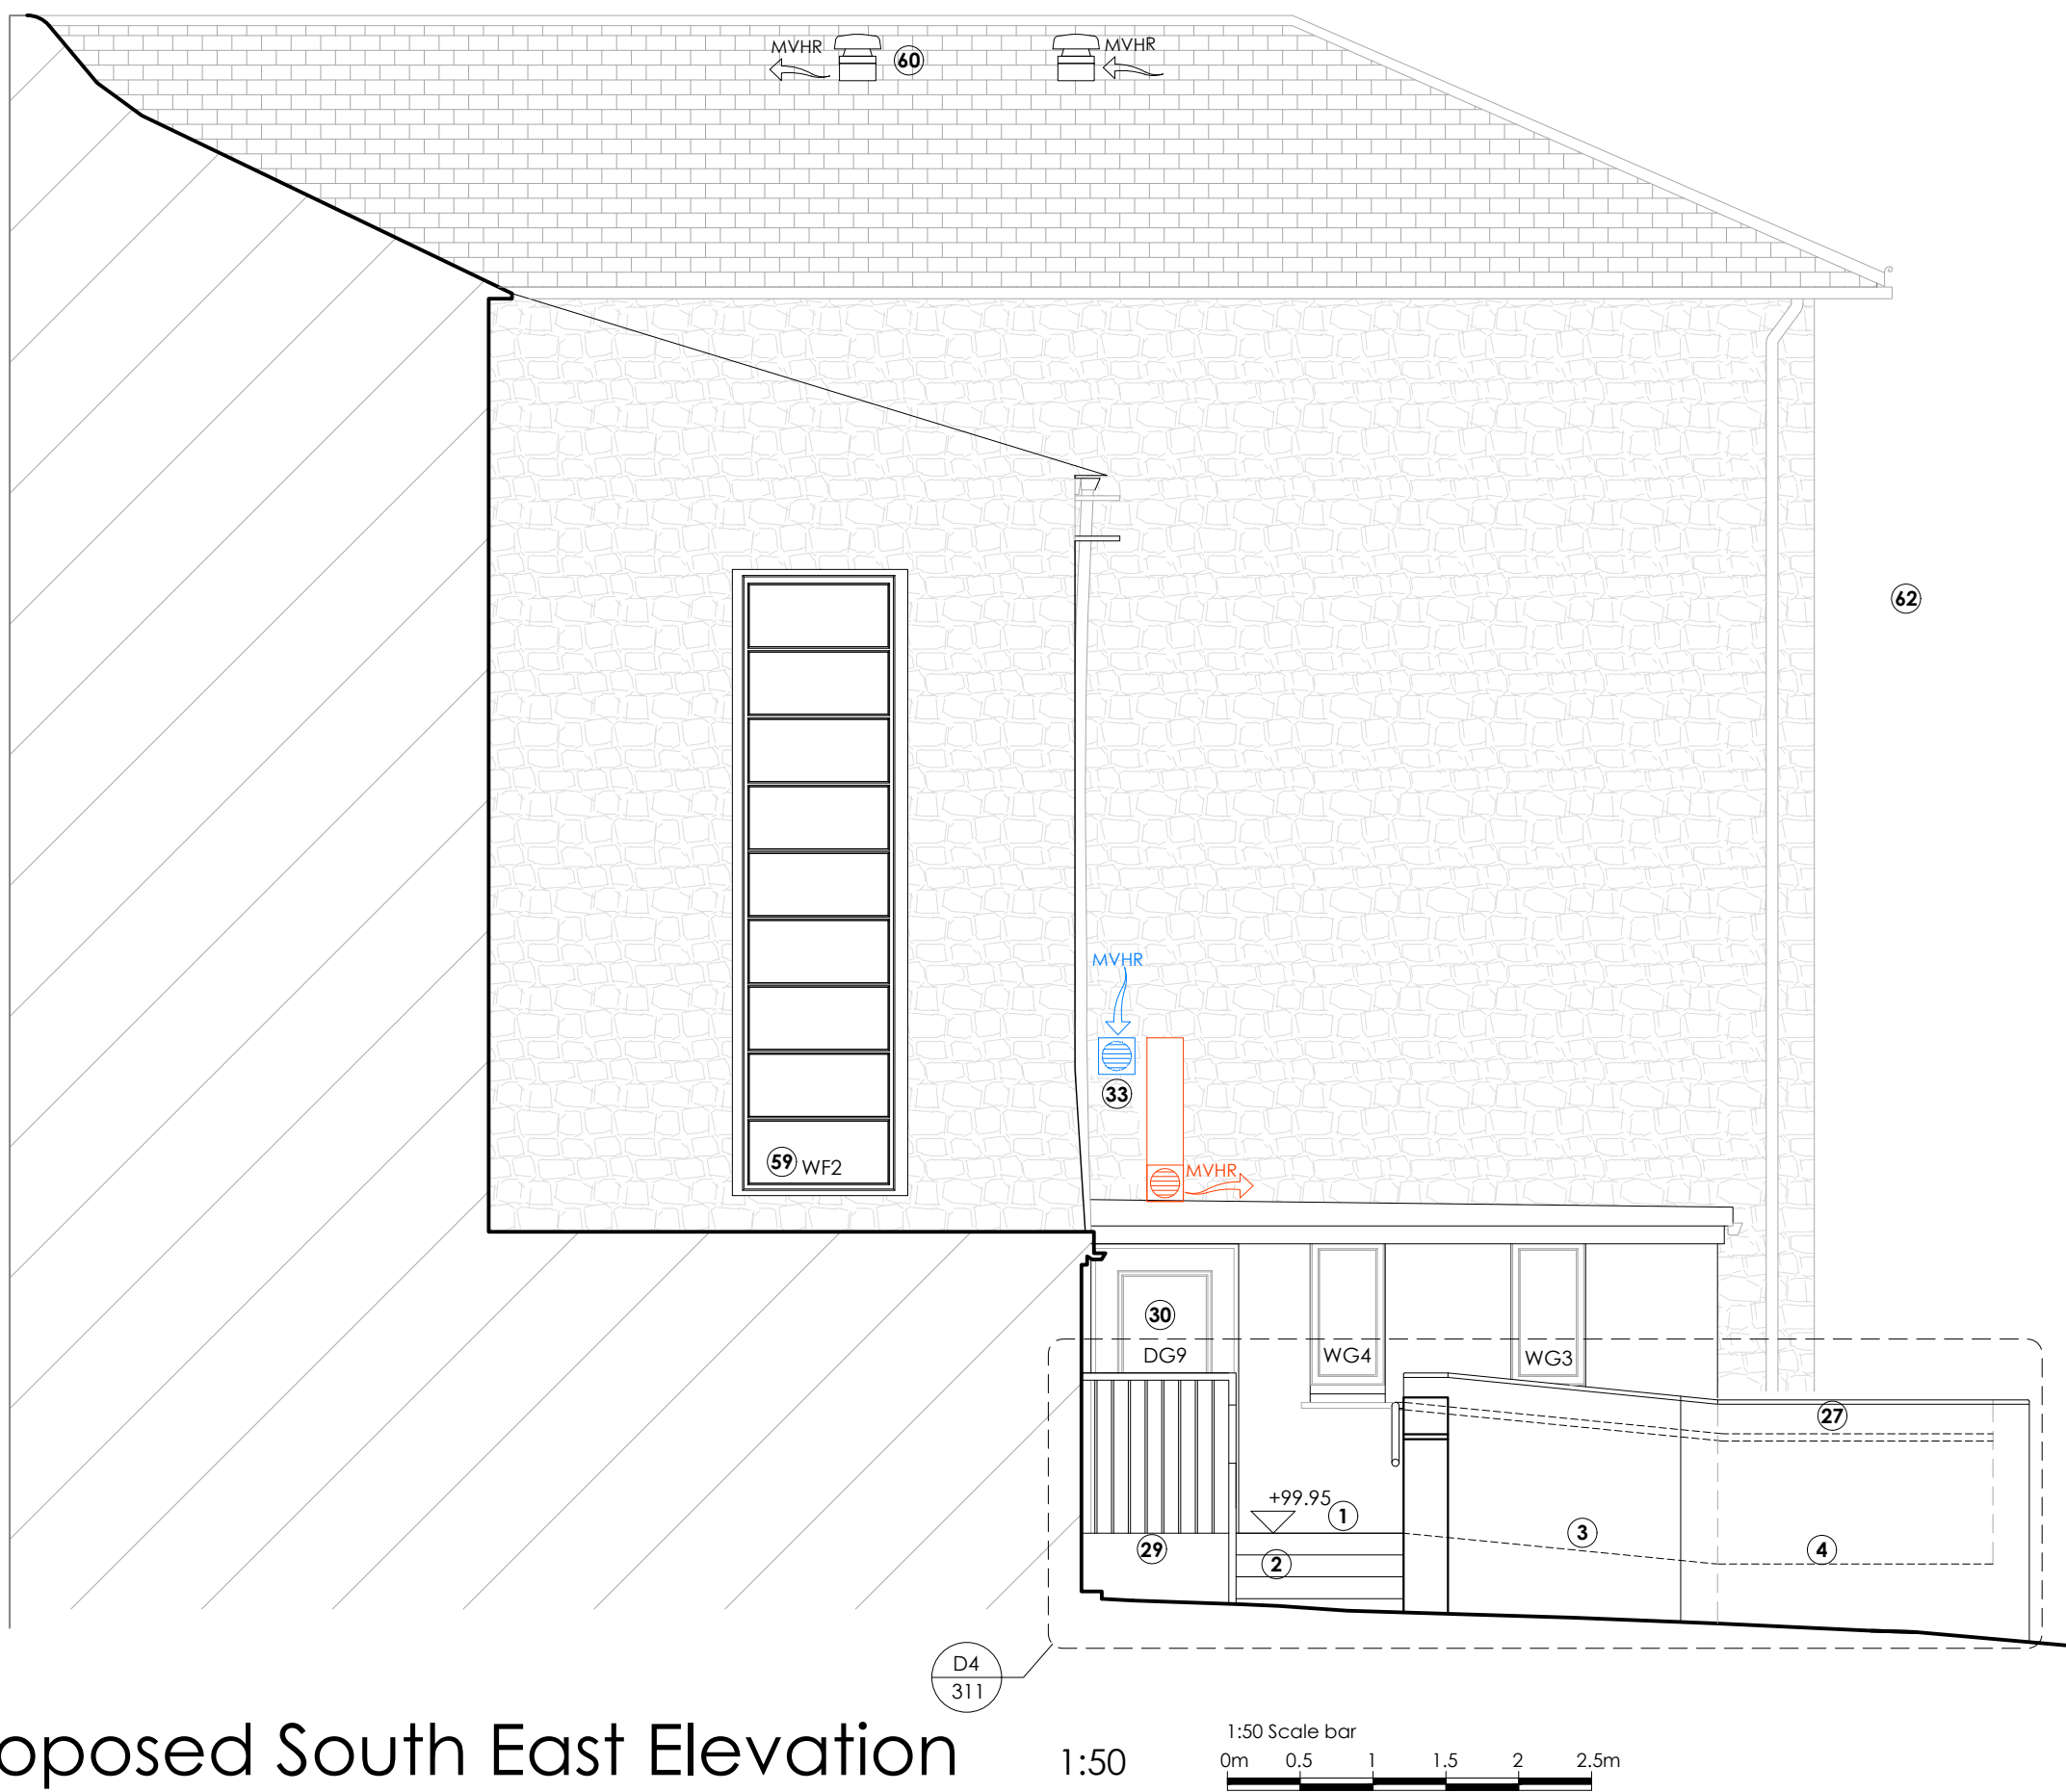 MVHR
60
MVHR
62
MVHR
33
MVHR
59 WF2
30
DG9
WG4
WG3
27
+99.95
1
3
29
2
4
D4
311
oposed South East Elevation
1:50
1:50 Scale bar
0m 0.5 1 1.5 2 2.5m